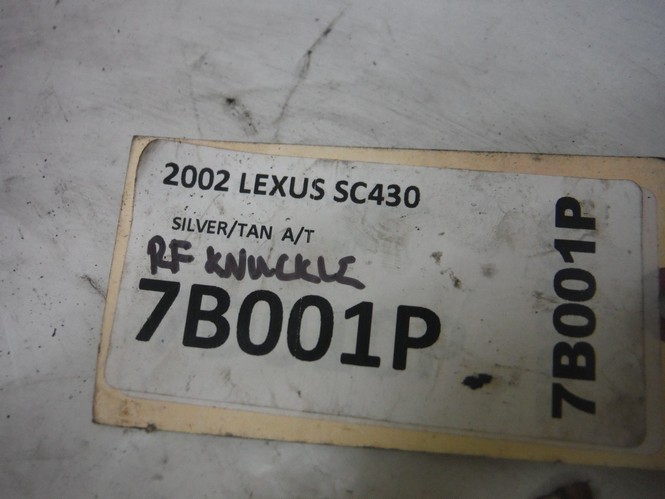 2002 LEXUS SC430
SILVER/TAN A/T
RF KNUCKLE
7B001P
7B001P